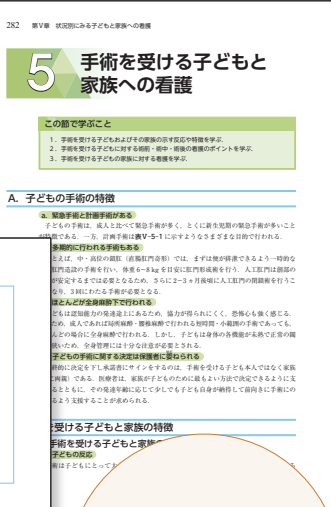 282 第Ⅴ章 状況別にみる子どもと家族への看護
5 手術を受ける子どもと
家族への看護
この節で学ぶこと
1. 手術を受ける子どもおよびその家族の示す反応や特徴を学ぶ.
2. 手術を受ける子どもに対する術前・術中・術後の看護のポイントを学ぶ.
3. 手術を受ける子どもの家族に対する看護を学ぶ.
A. 子どもの手術の特徴
a. 緊急手術と計画手術がある
子どもの手術は,成人と比べて緊急手術が多く,とくに新生児期の緊急手術が多いこと
が特徴である.一方,計画手術は表Ⅴ-5-1に示すようなさまざまな目的で行われる.
多期的に行われる手術もある
とえば,中・高位の鎖肛(直腸肛門奇形)では,まずは便が排泄できるよう一時的な
肛門造設の手術を行い,体重6~8kgを目安に肛門形成術を行う.人工肛門は創部の
が安定するまでは必要となるため,さらに2~3ヵ月後頃に人工肛門の閉鎖術を行うこ
なり,3回にわたる手術が必要となる.
ほとんどが全身麻酔下で行われる
どもは認知能力の発達途上にあるため,協力が得られにくく,恐怖心も強く感じる.
ため,成人であれば局所麻酔・腰椎麻酔で行われる短時間・小範囲の手術であっても,
んどの場合に全身麻酔で行われる.しかし,子どもは身体の各機能が未熟で正常の閾
狭いため,全身管理には十分な注意が必要とされる.
子どもの手術に関する決定は保護者に委ねられる
終的に決意を下し承諾書にサインをするのは,手術を受ける子ども本人ではなく家族
両親)である.医療者は,家族が子どものために最もよい方法で決定できるように支
るとともに,その発達年齢に応じて少しでも子ども自身が納得して前向きに手術にの
るよう支援することが求められる.
受ける子どもと家族の特徴
手術を受ける子どもと家族
子どもの反応
術は子どもにとって